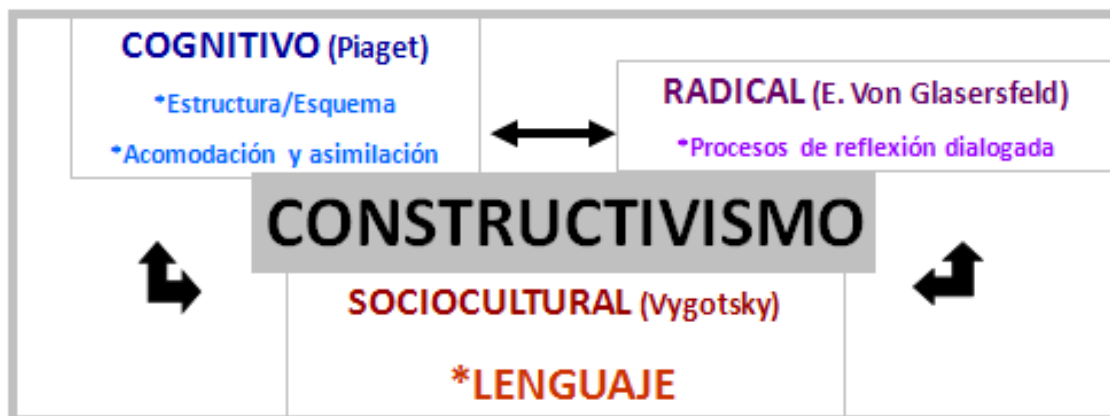 COGNITIVO (Piaget)
*Estructura/Esquema
*Acomodación y asimilación
RADICAL (E. Von Glasersfeld)
*Procesos de reflexión dialogada
CONSTRUCTIVISMO
SOCIOCULTURAL (Vygotsky)
*LENGUAJE